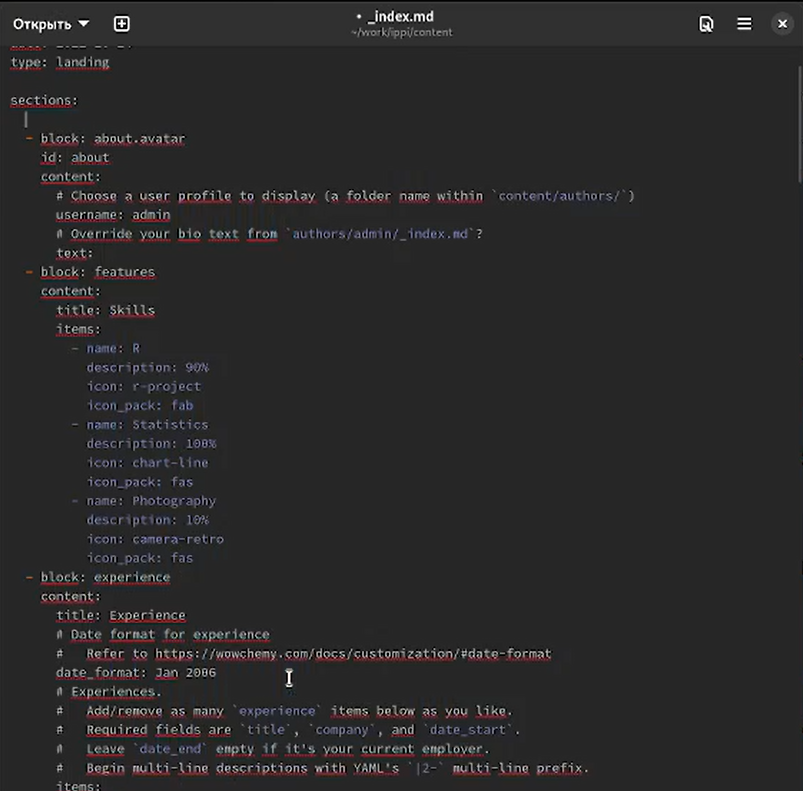 Открыть
• _index.md
~/work/ippi/content
type: landing
sections:
- block: about.avatar
id: about
content:
# Choose a user profile to display (a folder name within `content/authors/`)
username: admin
# Override your bio text from `authors/admin/_index.md`?
text:
- block: features
content:
title: Skills
items:
- name: R
description: 90%
icon: r-project
icon_pack: fab
- name: Statistics
description: 100%
icon: chart-line
icon_pack: fas
- name: Photography
description: 10%
icon: camera-retro
icon_pack: fas
- block: experience
content:
title: Experience
# Date format for experience
#   Refer to https://wowchemy.com/docs/customization/#date-format
date_format: Jan 2006
# Experiences.
#   Add/remove as many `experience` items below as you like.
#   Required fields are `title`, `company`, and `date_start`.
#   Leave `date_end` empty if it's your current employer.
#   Begin multi-line descriptions with YAML's `|2-` multi-line prefix.
items: